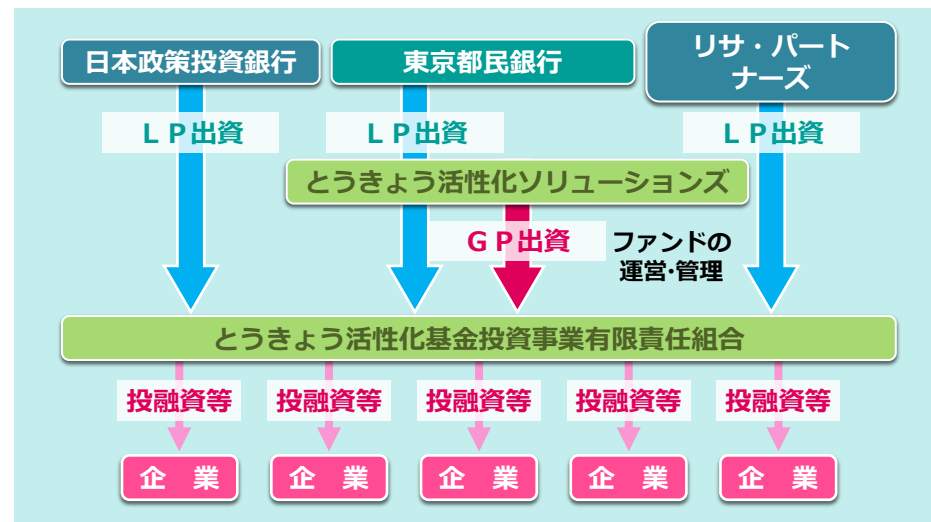 日本政策投資銀行
東京都民銀行
リサ・パート
ナーズ
ＬＰ出資
ＬＰ出資
ＬＰ出資
とうきょう活性化ソリューションズ
ＧＰ出資
ファンドの
運営・管理
とうきょう活性化基金投資事業有限責任組合
投融資等
投融資等
投融資等
投融資等
投融資等
企　業
企　業
企　業
企　業
企　業